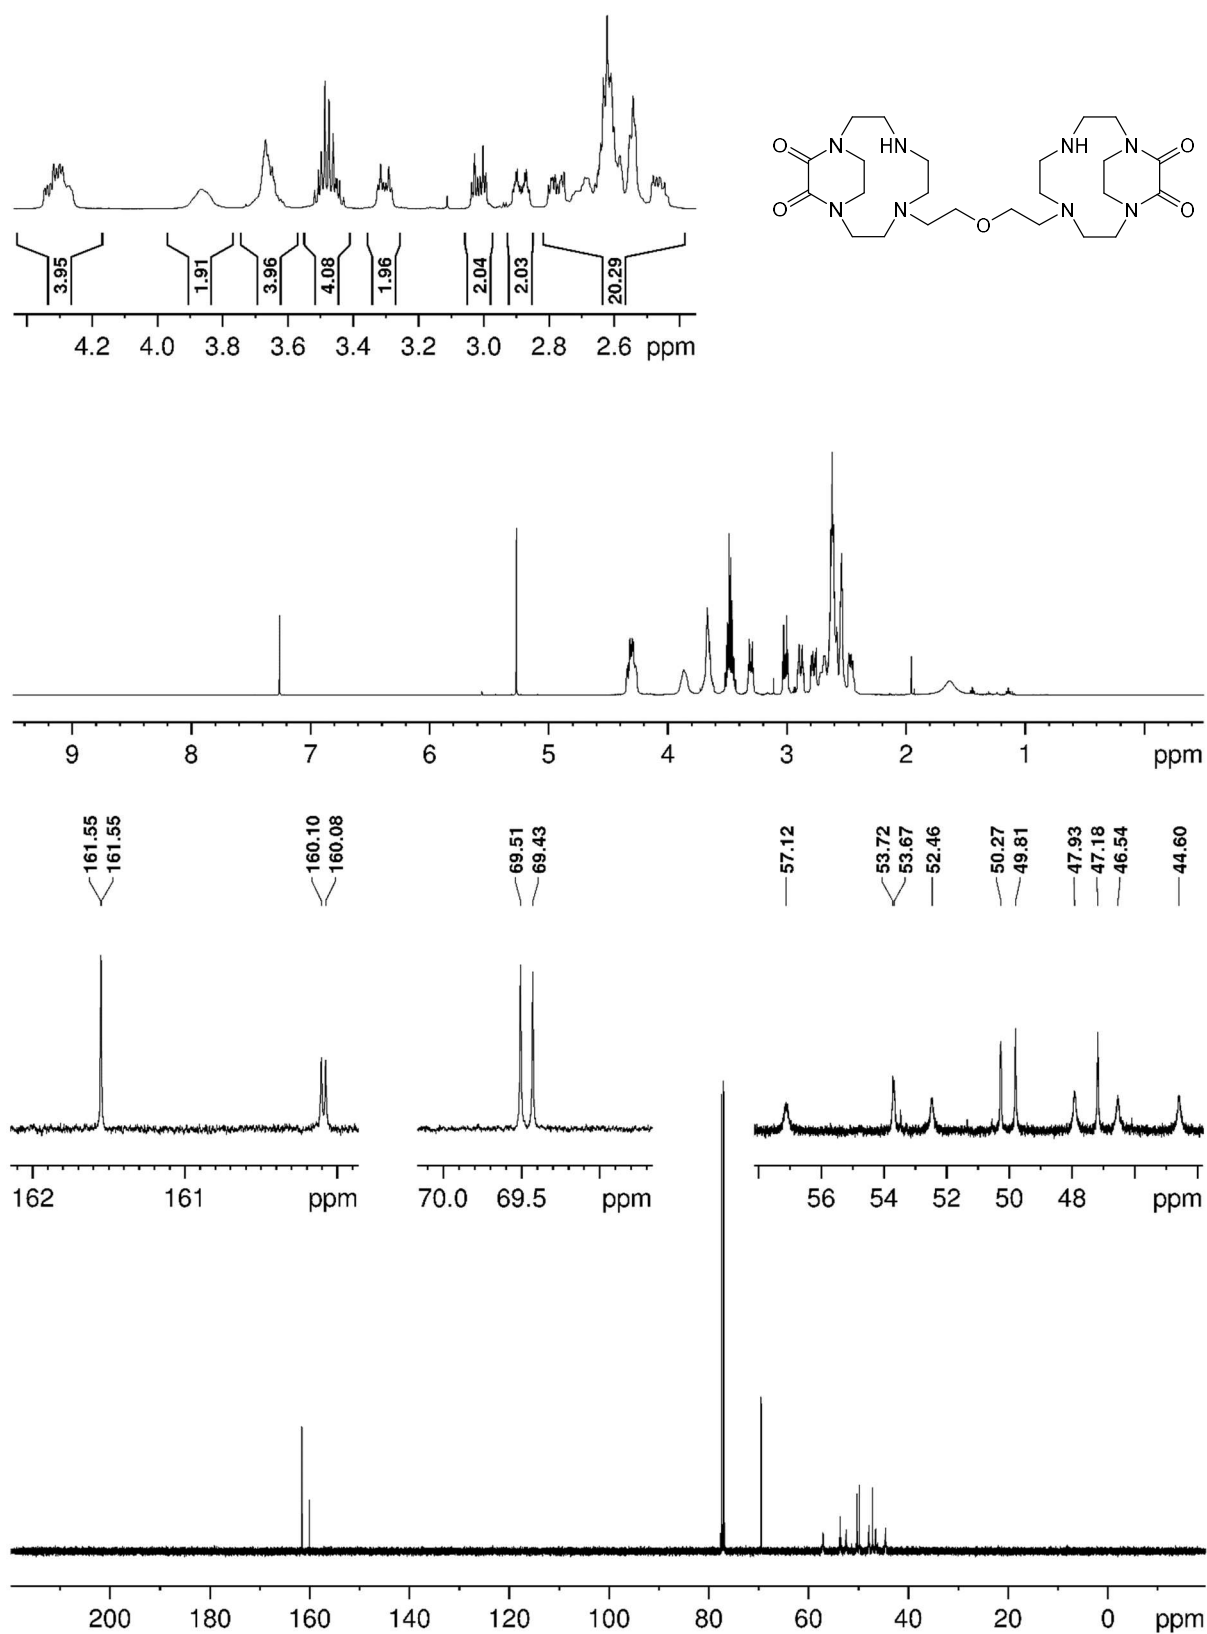 O
N
HN
NH
N
O
O
N
N
O
N
N
O
3.95
1.91
3.96
4.08
1.96
2.04
2.03
20.29
4.2 4.0 3.8 3.6 3.4 3.2 3.0 2.8 2.6 ppm
9 8 7 6 5 4 3 2 1 ppm
161.55
161.55
160.10
160.08
69.51
69.43
57.12
53.72
53.67
52.46
50.27
49.81
47.93
47.18
46.54
44.60
162 161 ppm
70.0 69.5 ppm
56 54 52 50 48 ppm
200 180 160 140 120 100 80 60 40 20 0 ppm